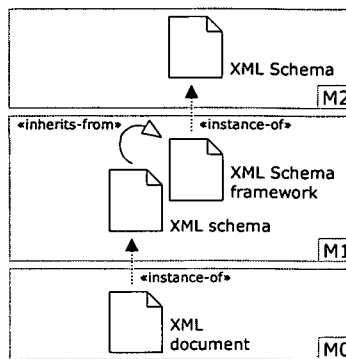 XML Schema
M2
«inherits-from»
«instance-of»
XML Schema
framework
XML schema
M1
«instance-of»
XML
document
M0